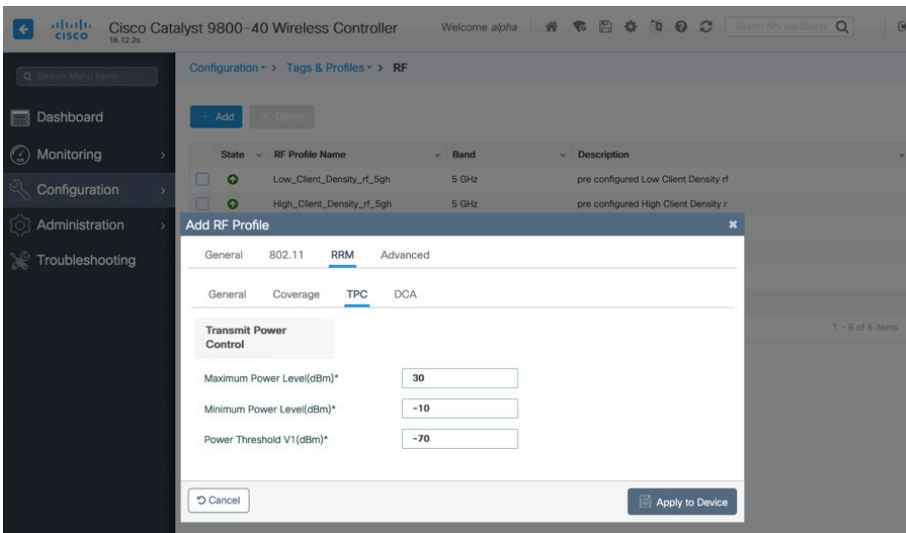 cisco
Cisco Catalyst 9800-40 Wireless Controller
16.12.2s
Welcome alpha
Search APs and Clients
Search Menu Items
Dashboard
Monitoring
Configuration
Administration
Troubleshooting
Configuration > Tags & Profiles > RF
+ Add
× Delete
State RF Profile Name Band Description
Low_Client_Density_rf_5gh 5 GHz pre configured Low Client Density rf
High_Client_Density_rf_5gh 5 GHz pre configured High Client Density r
1 - 6 of 6 items
Add RF Profile
General 802.11 RRM Advanced
General Coverage TPC DCA
Transmit Power
Control
Maximum Power Level(dBm)* 30
Minimum Power Level(dBm)* -10
Power Threshold V1(dBm)* -70
Cancel
Apply to Device